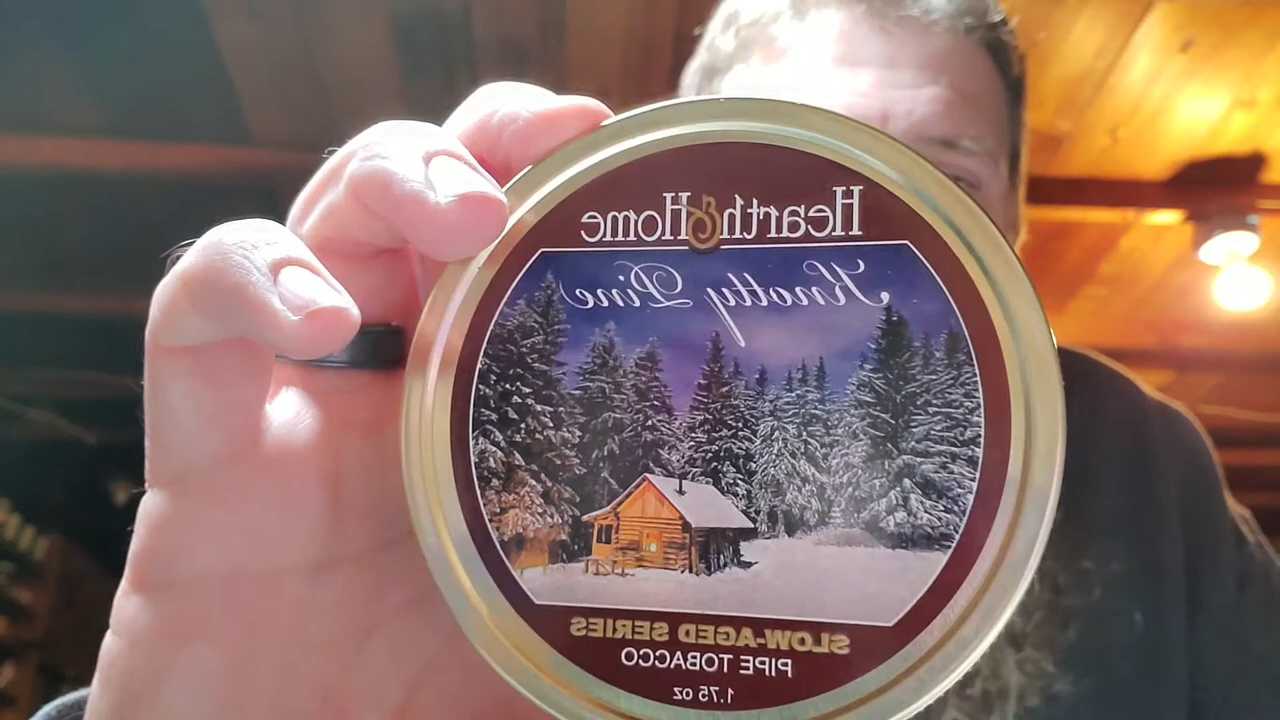 Hearth & Home
Knotty Pine
SLOW-AGED SERIES
PIPE TOBACCO
1.75 oz